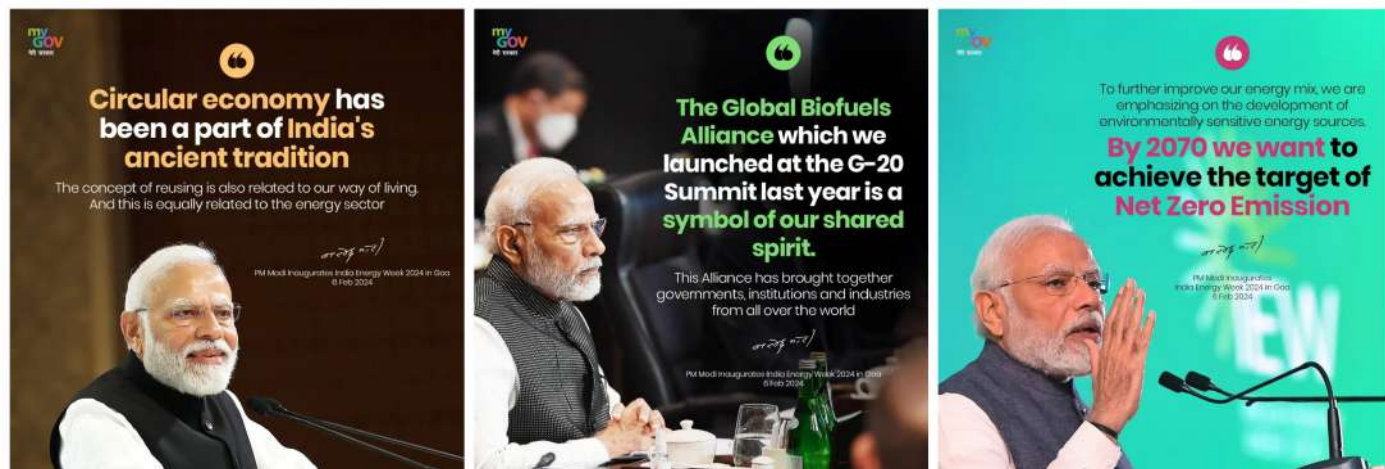 my
GOV
मेरी सरकार
Circular economy has
been a part of India's
ancient tradition
The concept of reusing is also related to our way of living.
And this is equally related to the energy sector
PM Modi Inaugurates India Energy Week 2024 in Goa
6 Feb 2024
my
GOV
मेरी सरकार
The Global Biofuels
Alliance which we
launched at the G-20
Summit last year is a
symbol of our shared
spirit.
This Alliance has brought together
governments, institutions and industries
from all over the world
PM Modi Inaugurates India Energy Week 2024 in Goa
6 Feb 2024
my
GOV
मेरी सरकार
To further improve our energy mix, we are
emphasizing on the development of
environmentally sensitive energy sources.
By 2070 we want to
achieve the target of
Net Zero Emission
PM Modi Inaugurates
India Energy Week 2024 in Goa
6 Feb 2024
IEW